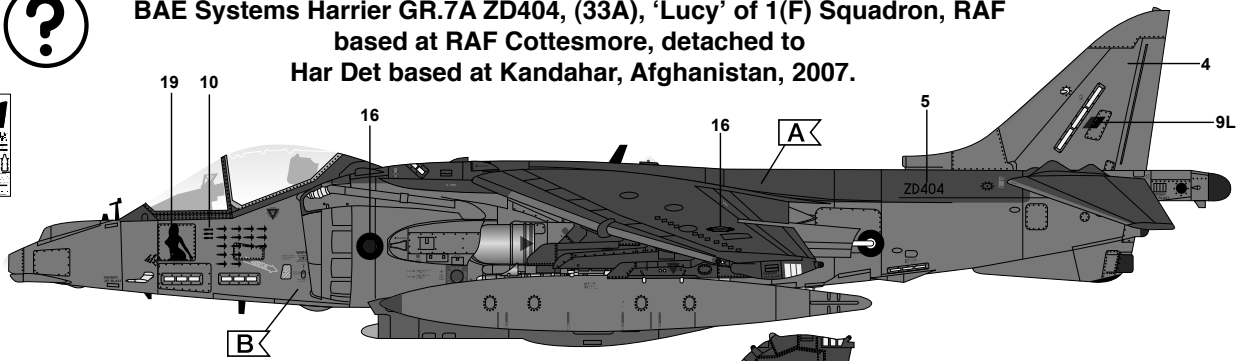 ?
BAE Systems Harrier GR.7A ZD404, (33A), ‘Lucy’ of 1(F) Squadron, RAF
based at RAF Cottesmore, detached to
Har Det based at Kandahar, Afghanistan, 2007.
19 10
16
16
5
4
9L
A
ZD404
B